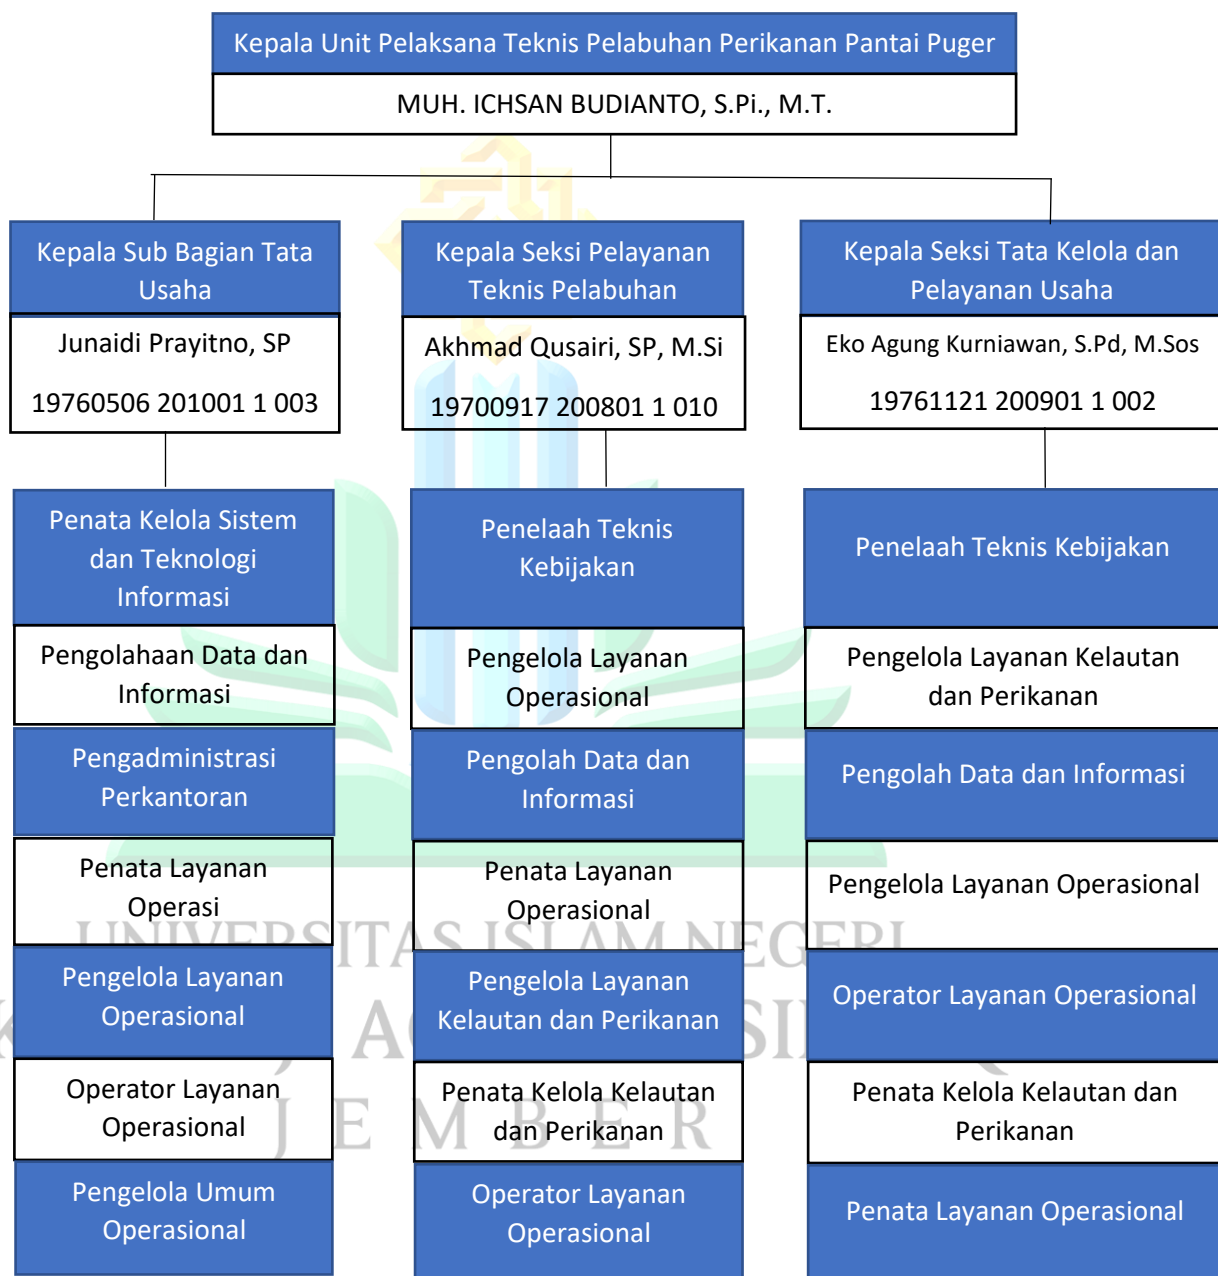 Kepala Unit Pelaksana Teknis Pelabuhan Perikanan Pantai Puger
MUH. ICHSAN BUDIANTO, S.Pi., M.T.
Kepala Sub Bagian Tata
Usaha
Junaidi Prayitno, SP
19760506 201001 1 003
Kepala Seksi Pelayanan
Teknis Pelabuhan
Akhmad Qusairi, SP, M.Si
19700917 200801 1 010
Kepala Seksi Tata Kelola dan
Pelayanan Usaha
Eko Agung Kurniawan, S.Pd, M.Sos
19761121 200901 1 002
Penata Kelola Sistem
dan Teknologi
Informasi
Pengolahaan Data dan
Informasi
Pengadministrasi
Perkantoran
Penata Layanan
Operasi
Pengelola Layanan
Operasional
Operator Layanan
Operasional
Pengelola Umum
Operasional
Penelaah Teknis
Kebijakan
Pengelola Layanan
Operasional
Pengolah Data dan
Informasi
Penata Layanan
Operasional
Pengelola Layanan
Kelautan dan Perikanan
Penata Kelola Kelautan
dan Perikanan
Operator Layanan
Operasional
Penelaah Teknis Kebijakan
Pengelola Layanan Kelautan
dan Perikanan
Pengolah Data dan Informasi
Pengelola Layanan Operasional
Operator Layanan Operasional
Penata Kelola Kelautan dan
Perikanan
Penata Layanan Operasional
UNIVERSITAS ISLAM NEGERI
JEMBER